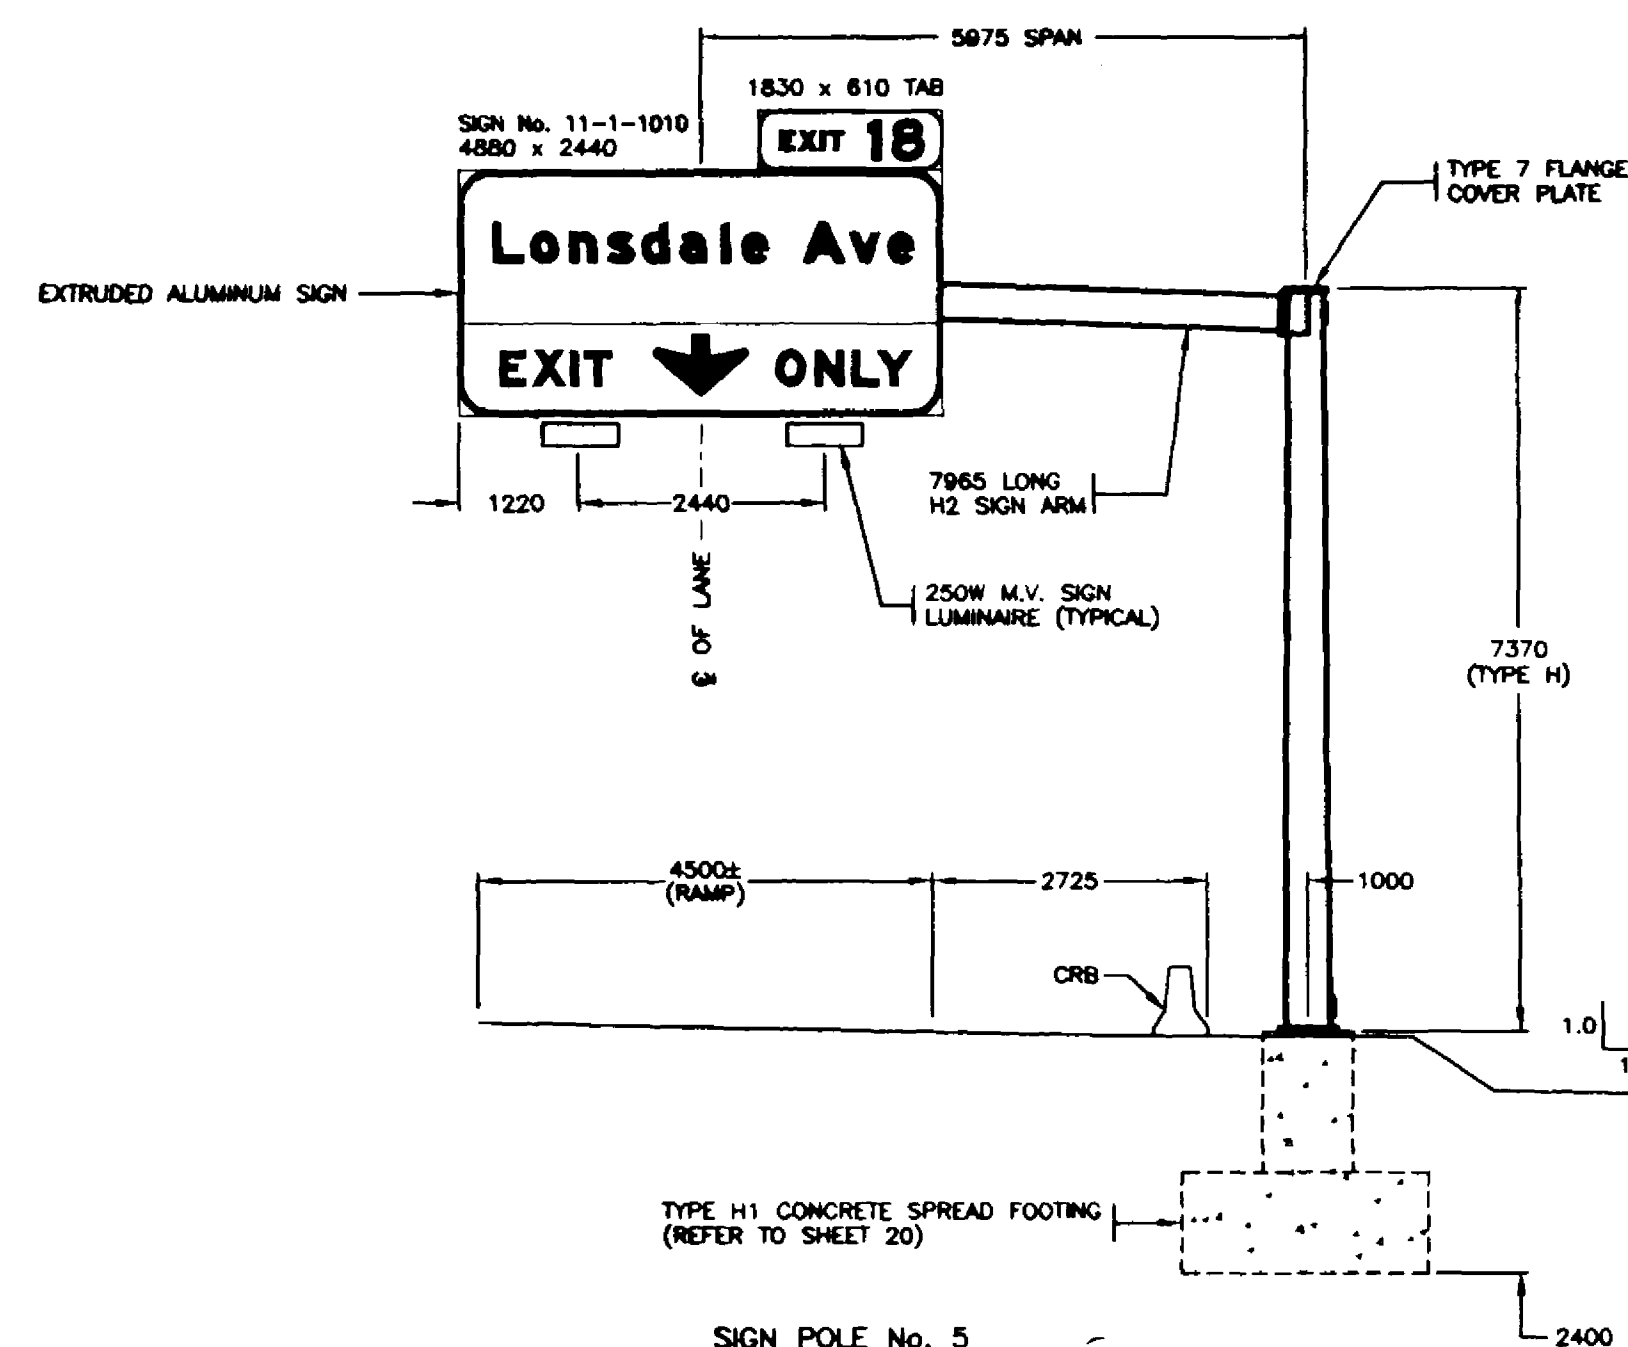 5975 SPAN
1830 x 610 TAB
SIGN No. 11-1-1010
4880 x 2440
EXIT 18
TYPE 7 FLANGE
COVER PLATE
Lonsdale Ave
EXTRUDED ALUMINUM SIGN
EXIT ONLY
7965 LONG
H2 SIGN ARM
1220
2440
OF LANE
250W M.V. SIGN
LUMINAIRE (TYPICAL)
7370
(TYPE H)
4500±
(RAMP)
2725
1000
CRB
1.0
1
TYPE H1 CONCRETE SPREAD FOOTING
(REFER TO SHEET 20)
SIGN POLE No. 5
2400